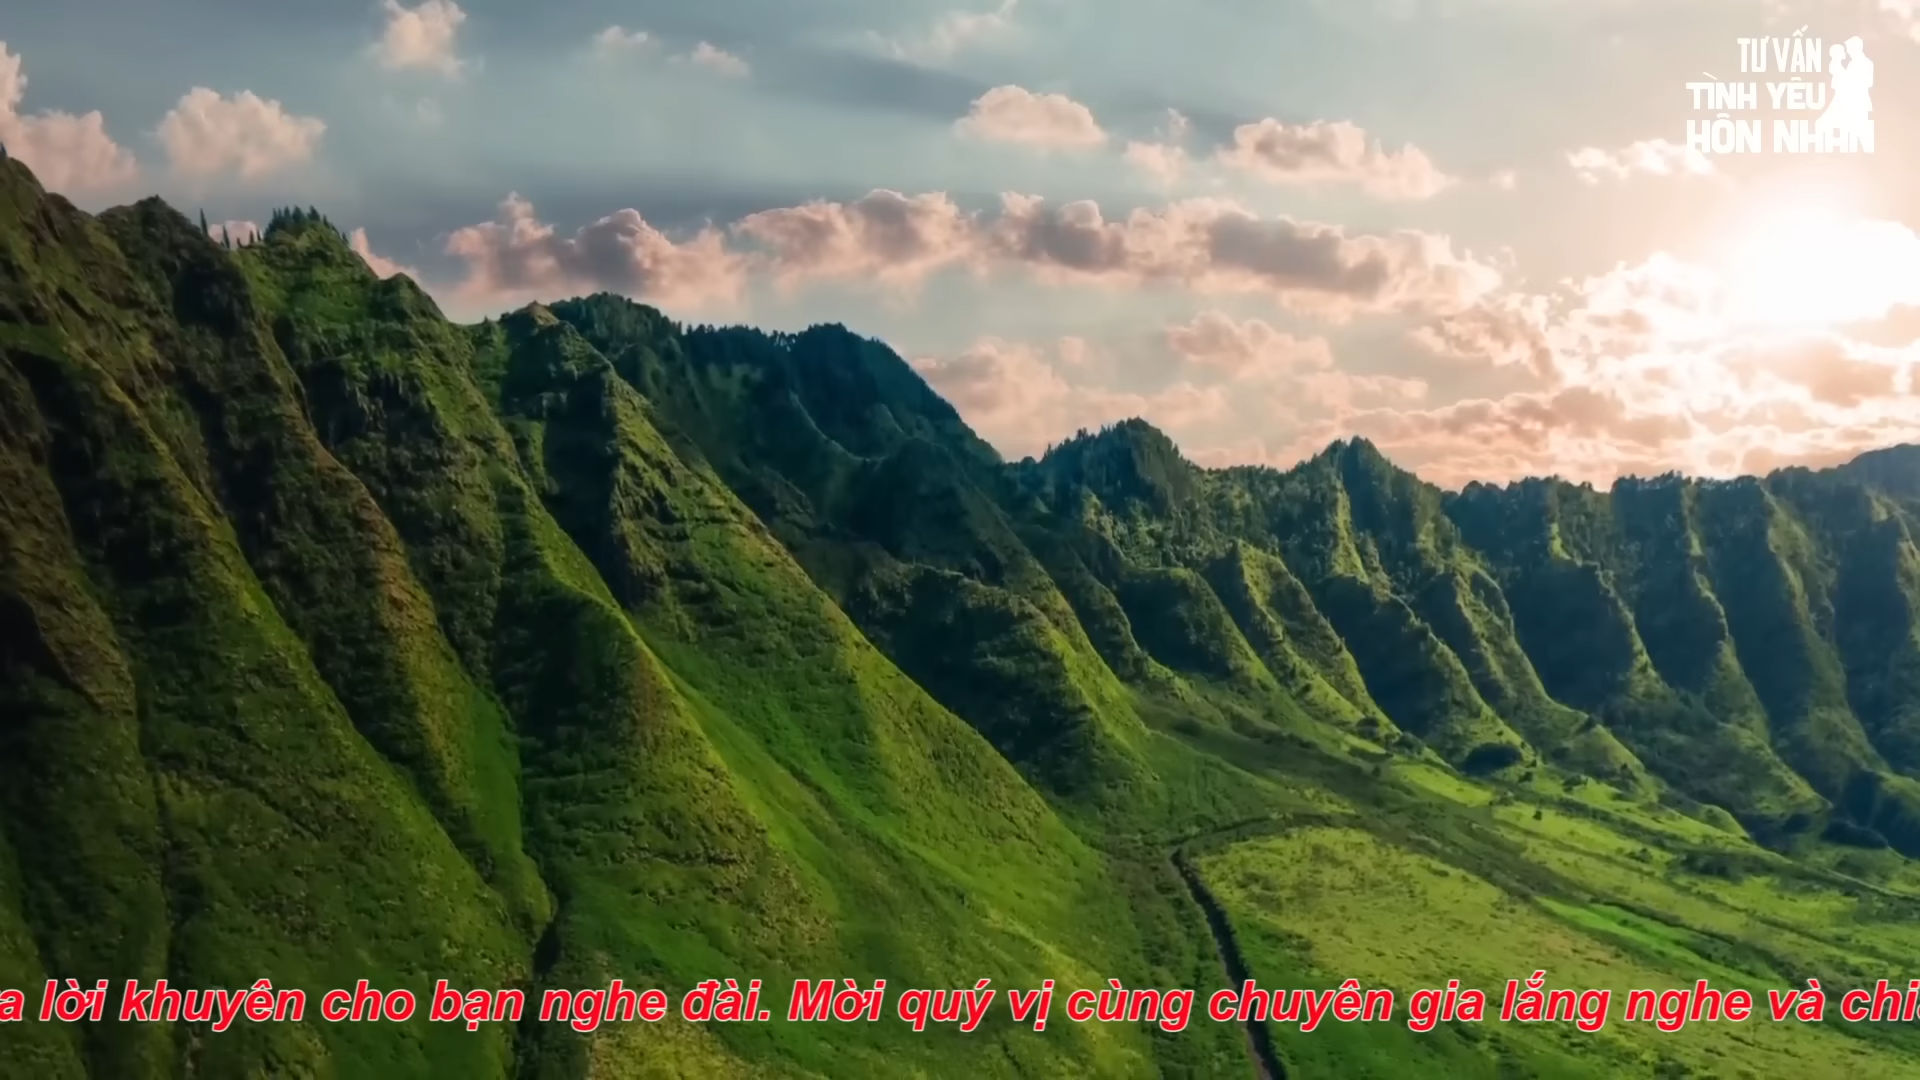 TƯ VẤN
TÌNH YÊU
HÔN NHÂN
lời khuyên cho bạn nghe đài. Mời quý vị cùng chuyên gia lắng nghe và